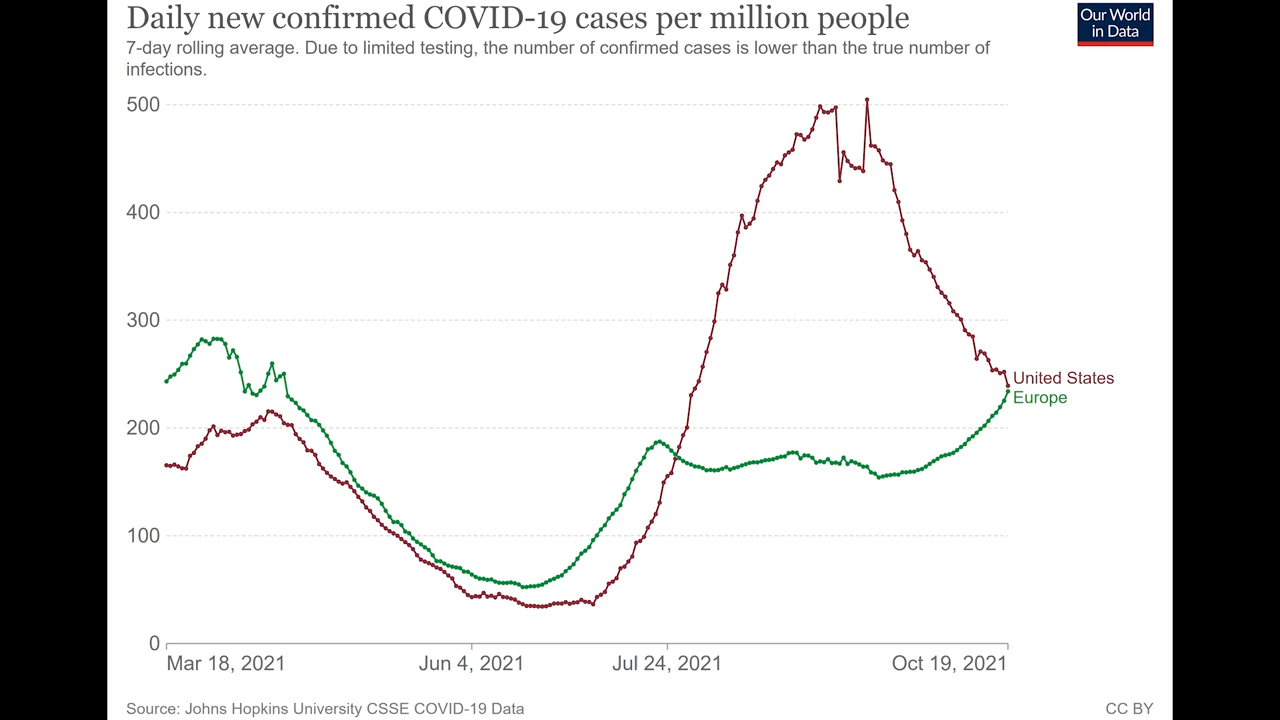 Daily new confirmed COVID-19 cases per million people
Our World
in Data
7-day rolling average. Due to limited testing, the number of confirmed cases is lower than the true number of
infections.
500
400
300
200
100
0
United States
Europe
Mar 18, 2021
Jun 4, 2021
Jul 24, 2021
Oct 19, 2021
Source: Johns Hopkins University CSSE COVID-19 Data
CC BY